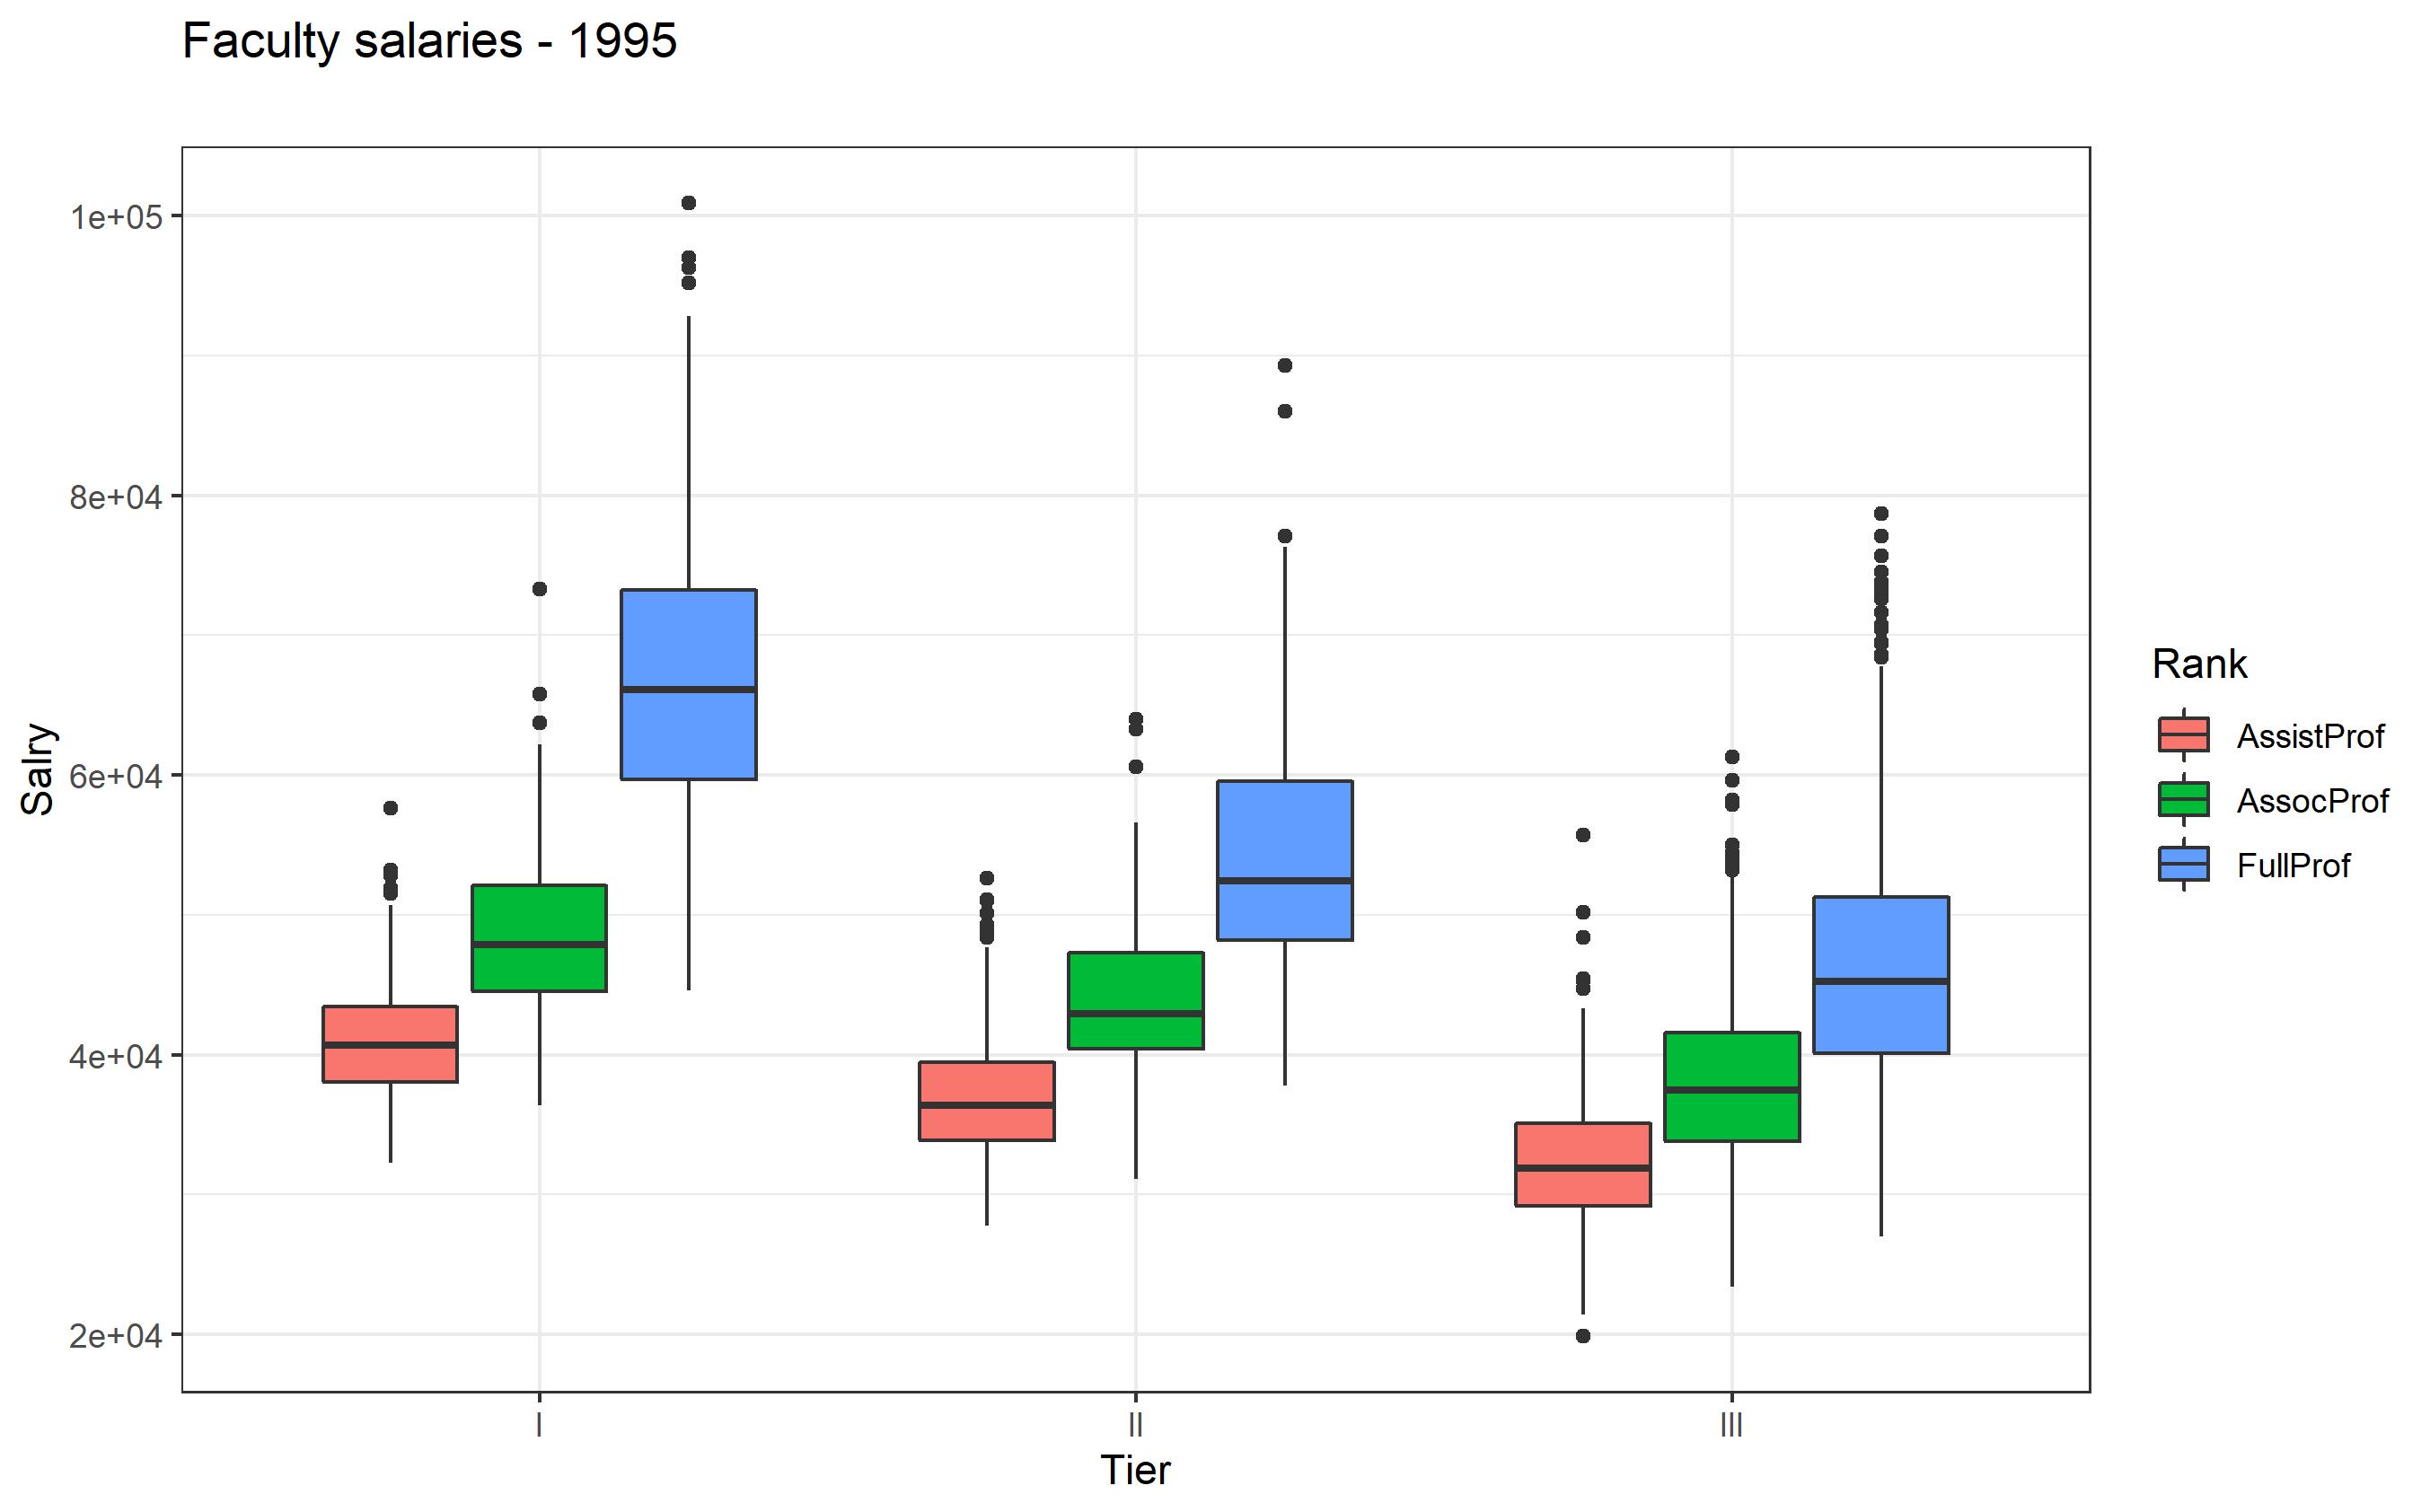 Faculty salaries - 1995
Salry
1e+05
8e+04
6e+04
4e+04
2e+04
I
II
III
Tier
Rank
AssistProf
AssocProf
FullProf